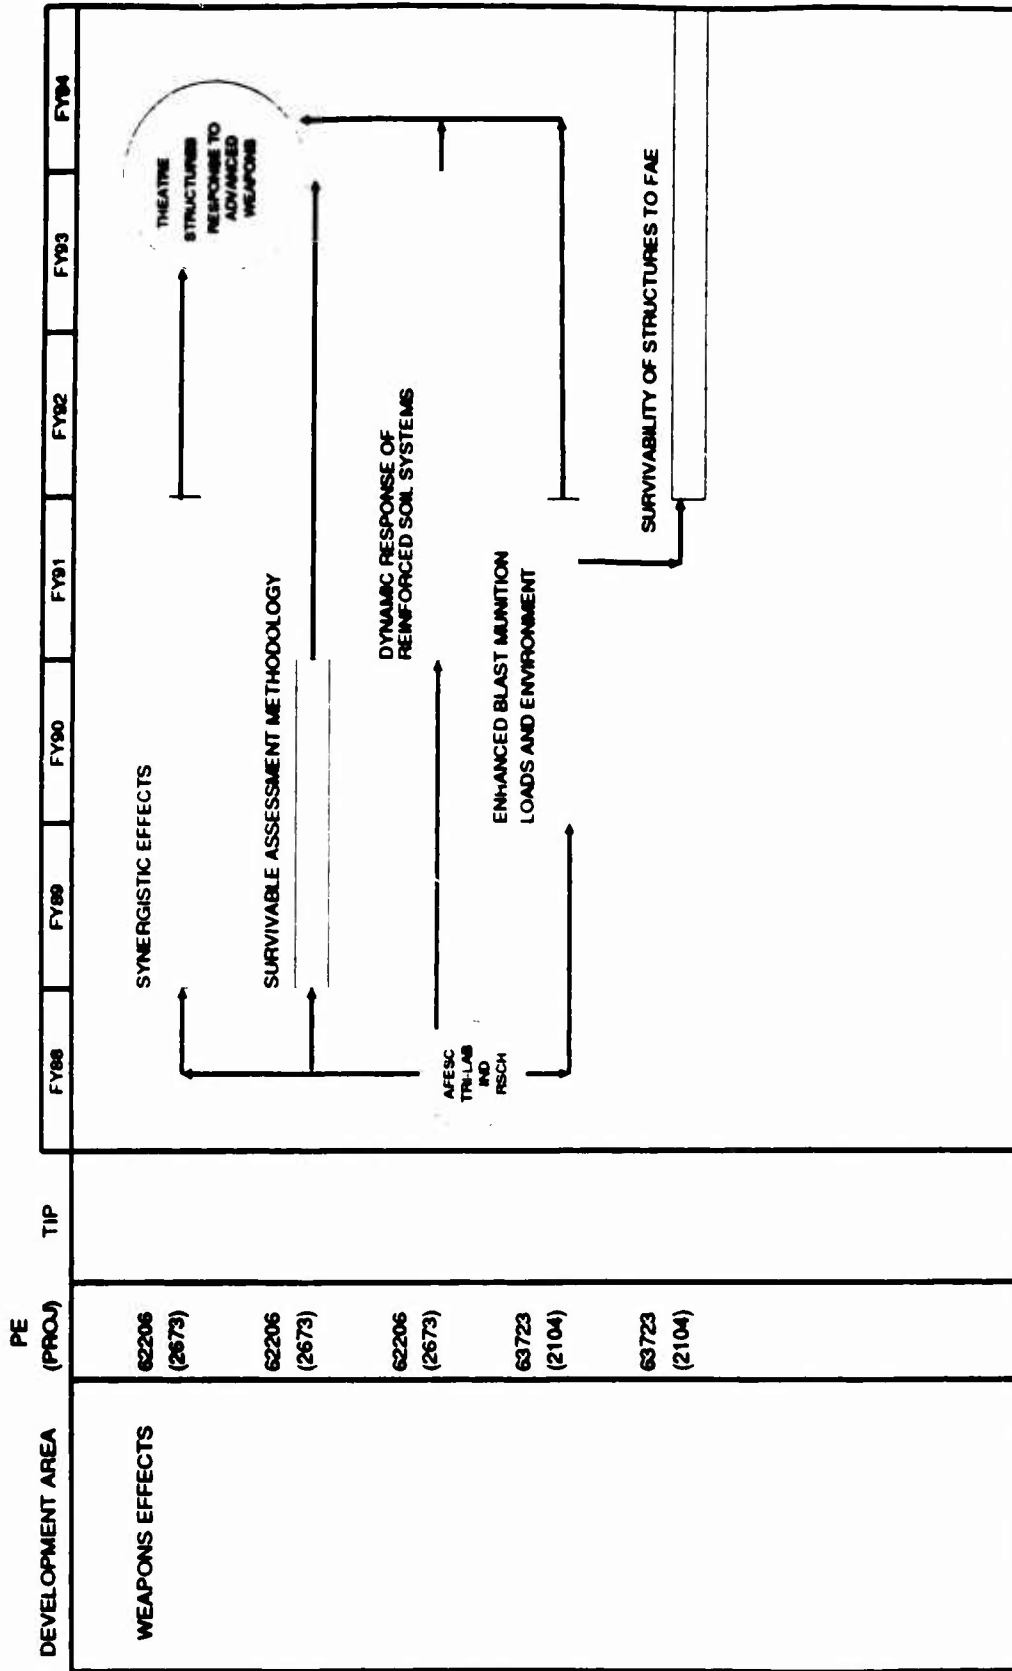 DEVELOPMENT AREA
PE
(PROJ)
TIP
FY88
FY89
FY90
FY91
FY92
FY93
FY94
WEAPONS EFFECTS
62206
(2673)
SYNERGISTIC EFFECTS
THEATRE
STRUCTURES
RESPONSE TO
ADVANCED
WEAPONS
62206
(2673)
SURVIVABLE ASSESSMENT METHODOLOGY
62206
(2673)
AFESC
TRI-LAB
IND
RSCH
DYNAMIC RESPONSE OF
REINFORCED SOIL SYSTEMS
63723
(2104)
ENHANCED BLAST MUNITION
LOADS AND ENVIRONMENT
63723
(2104)
SURVIVABILITY OF STRUCTURES TO FAE